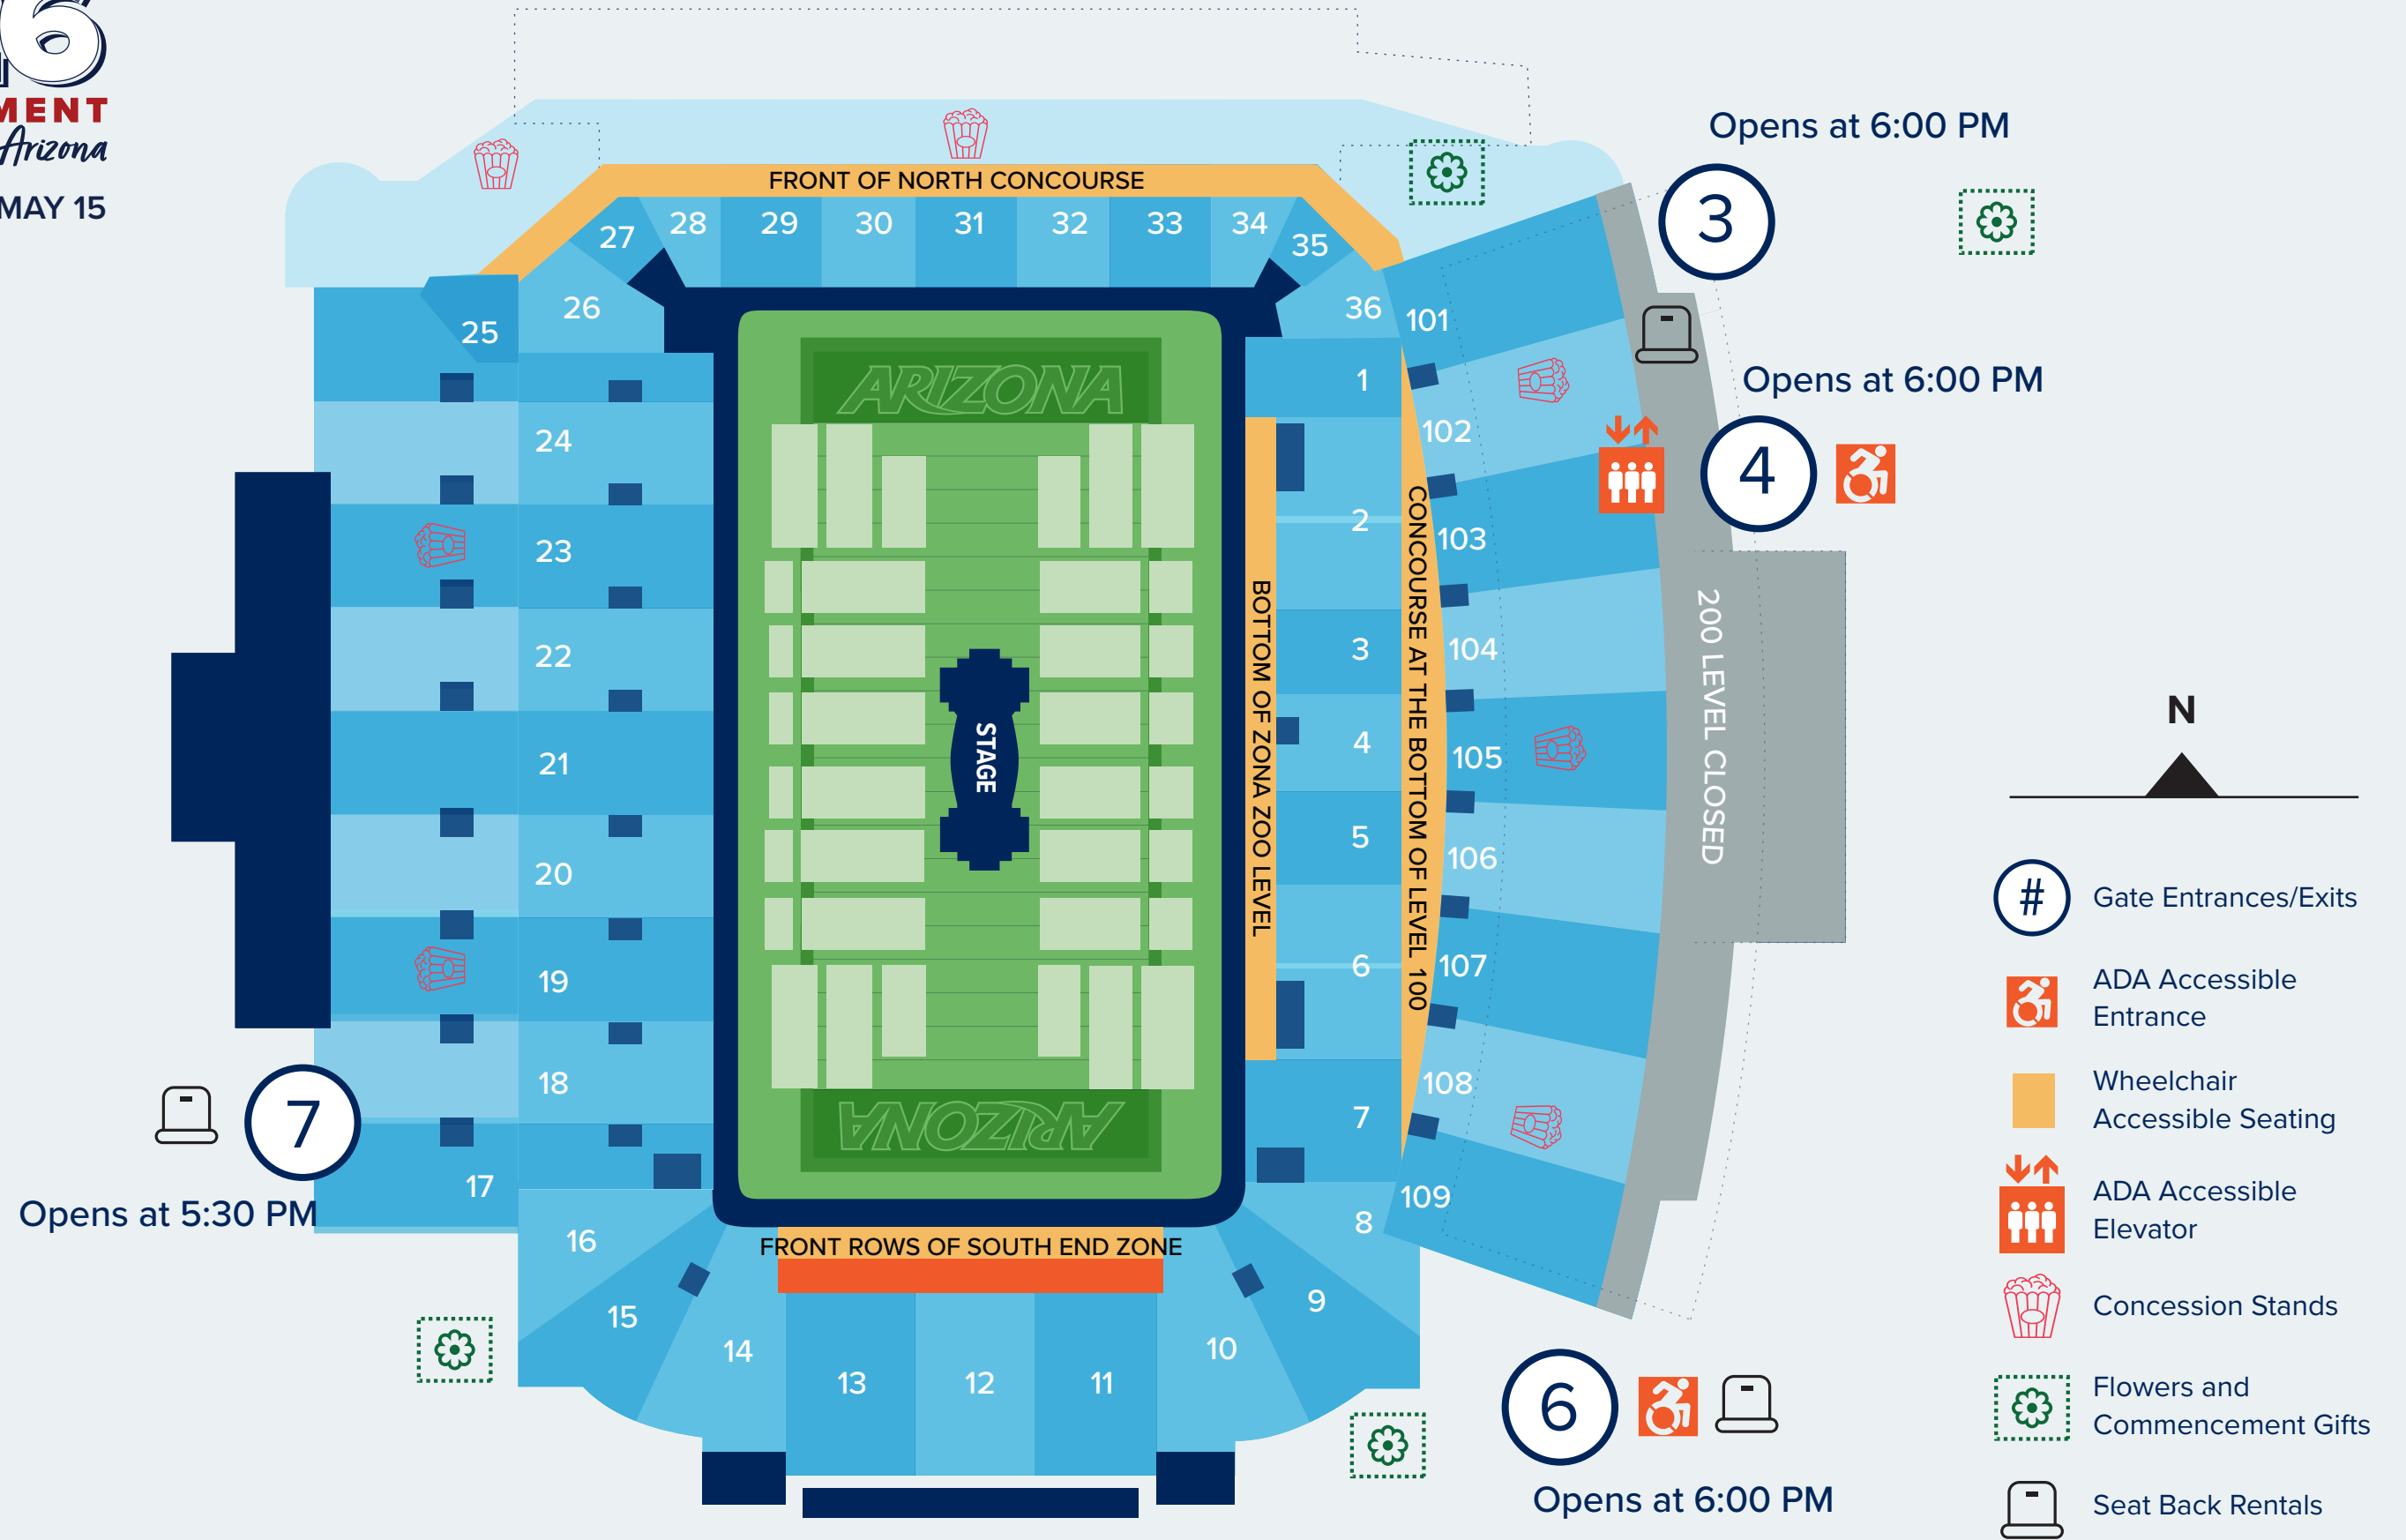 6
MENT
Arizona
MAY 15
Opens at 6:00 PM
3
FRONT OF NORTH CONCOURSE
27
28
29
30
31
32
33
34
35
25
26
36
101
ARIZONA
1
Opens at 6:00 PM
4
24
102
2
23
103
CONCOURSE AT THE BOTTOM OF LEVEL 100
BOTTOM OF ZONA ZOO LEVEL
200 LEVEL CLOSED
22
3
104
STAGE
21
4
105
20
5
106
19
6
107
18
7
108
ARIZONA
7
Opens at 5:30 PM
17
109
16
8
FRONT ROWS OF SOUTH END ZONE
15
9
14
10
13
12
11
6
Opens at 6:00 PM
N
#
Gate Entrances/Exits
ADA Accessible
Entrance
Wheelchair
Accessible Seating
ADA Accessible
Elevator
Concession Stands
Flowers and
Commencement Gifts
Seat Back Rentals